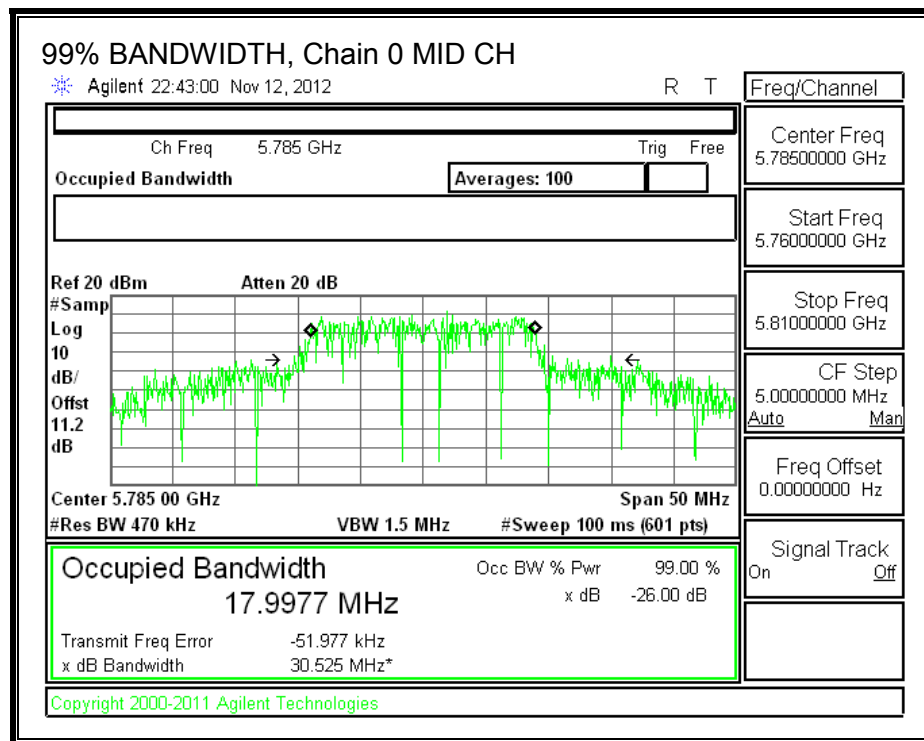 99% BANDWIDTH, Chain 0 MID CH
Agilent 22:43:00 Nov 12, 2012 R T
Freq/Channel
Ch Freq 5.785 GHz Trig Free
Occupied Bandwidth Averages: 100
Center Freq
5.78500000 GHz
Start Freq
5.76000000 GHz
Stop Freq
5.81000000 GHz
CF Step
5.00000000 MHz
Auto Man
Freq Offset
0.00000000 Hz
Signal Track
On Off
Ref 20 dBm Atten 20 dB
#Samp
Log
10
dB/
Offst
11.2
dB
Center 5.785 00 GHz Span 50 MHz
#Res BW 470 kHz VBW 1.5 MHz #Sweep 100 ms (601 pts)
Occupied Bandwidth Occ BW % Pwr 99.00 %
17.9977 MHz x dB -26.00 dB
Transmit Freq Error -51.977 kHz
x dB Bandwidth 30.525 MHz*
Copyright 2000-2011 Agilent Technologies